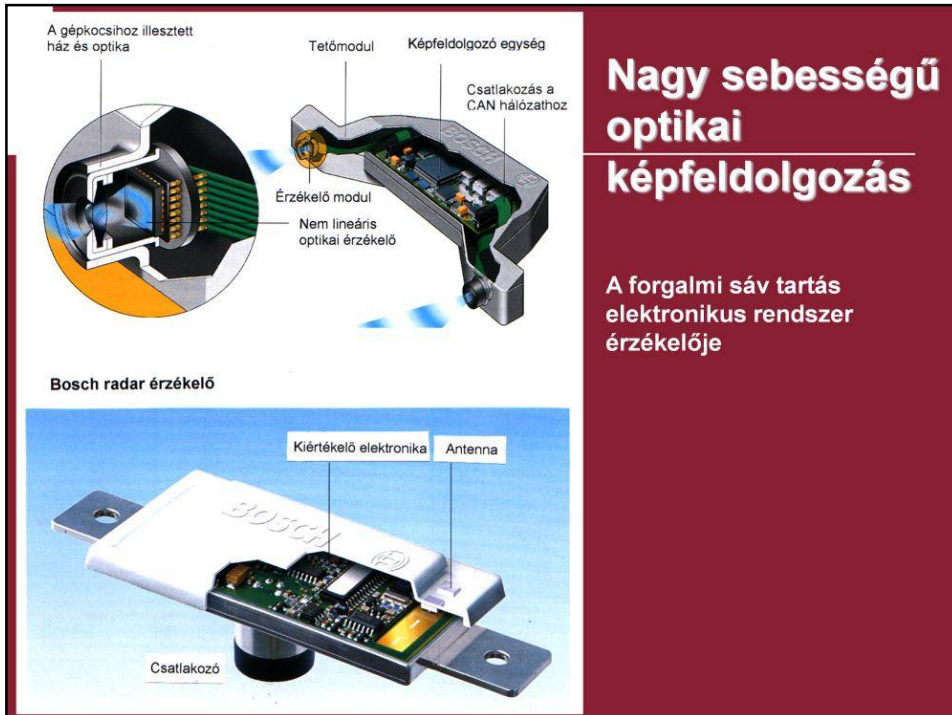 A gépkocsihoz illesztett
ház és optika
Tetőmodul
Képfeldolgozó egység
Csatlakozás a
CAN hálózathoz
BOSCH
Érzékelő modul
Nem lineáris
optikai érzékelő
Nagy sebességű
optikai
képfeldolgozás
A forgalmi sáv tartás
elektronikus rendszer
érzékelője
Bosch radar érzékelő
Kiértékelő elektronika
Antenna
BOSCH
Csatlakozó